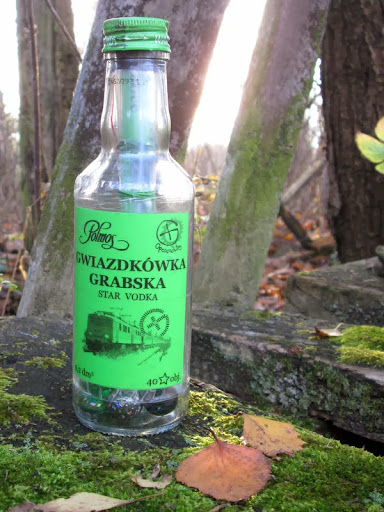 Polmos
GWIAZDKÓWKA
GRABSKA
STAR VODKA
40☆obj.